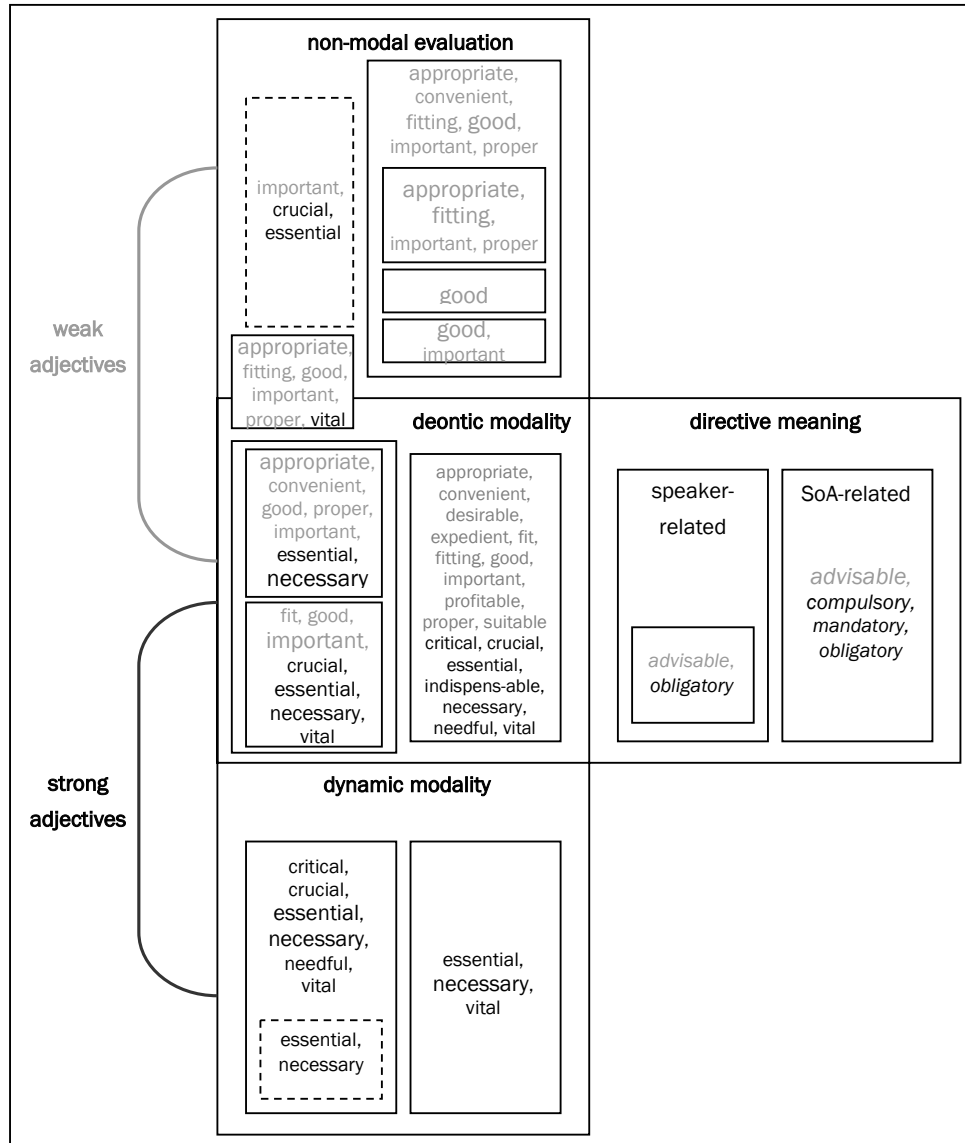 non-modal evaluation
important,
crucial,
essential
appropriate,
convenient,
fitting, good,
important, proper
appropriate,
fitting,
important, proper
good
good,
important
weak
adjectives
appropriate,
fitting, good,
important,
proper, vital
deontic modality
directive meaning
appropriate,
convenient,
good, proper,
important,
essential,
necessary
fit, good,
important,
crucial,
essential,
necessary,
vital
appropriate,
convenient,
desirable,
expedient, fit,
fitting, good,
important,
profitable,
proper, suitable
critical, crucial,
essential,
indispens-able,
necessary,
needful, vital
speaker-
related
advisable,
obligatory
SoA-related
advisable,
compulsory,
mandatory,
obligatory
strong
adjectives
dynamic modality
critical,
crucial,
essential,
necessary,
needful,
vital
essential,
necessary
essential,
necessary,
vital